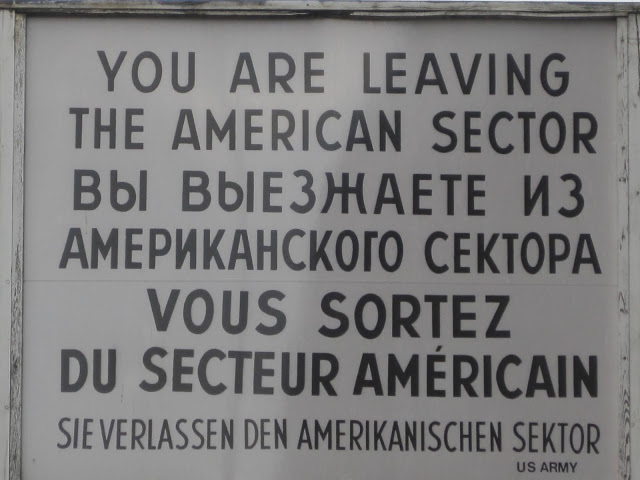 YOU ARE LEAVING
THE AMERICAN SECTOR
ВЫ ВЫЕЗЖАЕТЕ ИЗ
АМЕРИКАНСКОГО СЕКТОРА
VOUS SORTEZ
DU SECTEUR AMÉRICAIN
SIE VERLASSEN DEN AMERIKANISCHEN SEKTOR
US ARMY